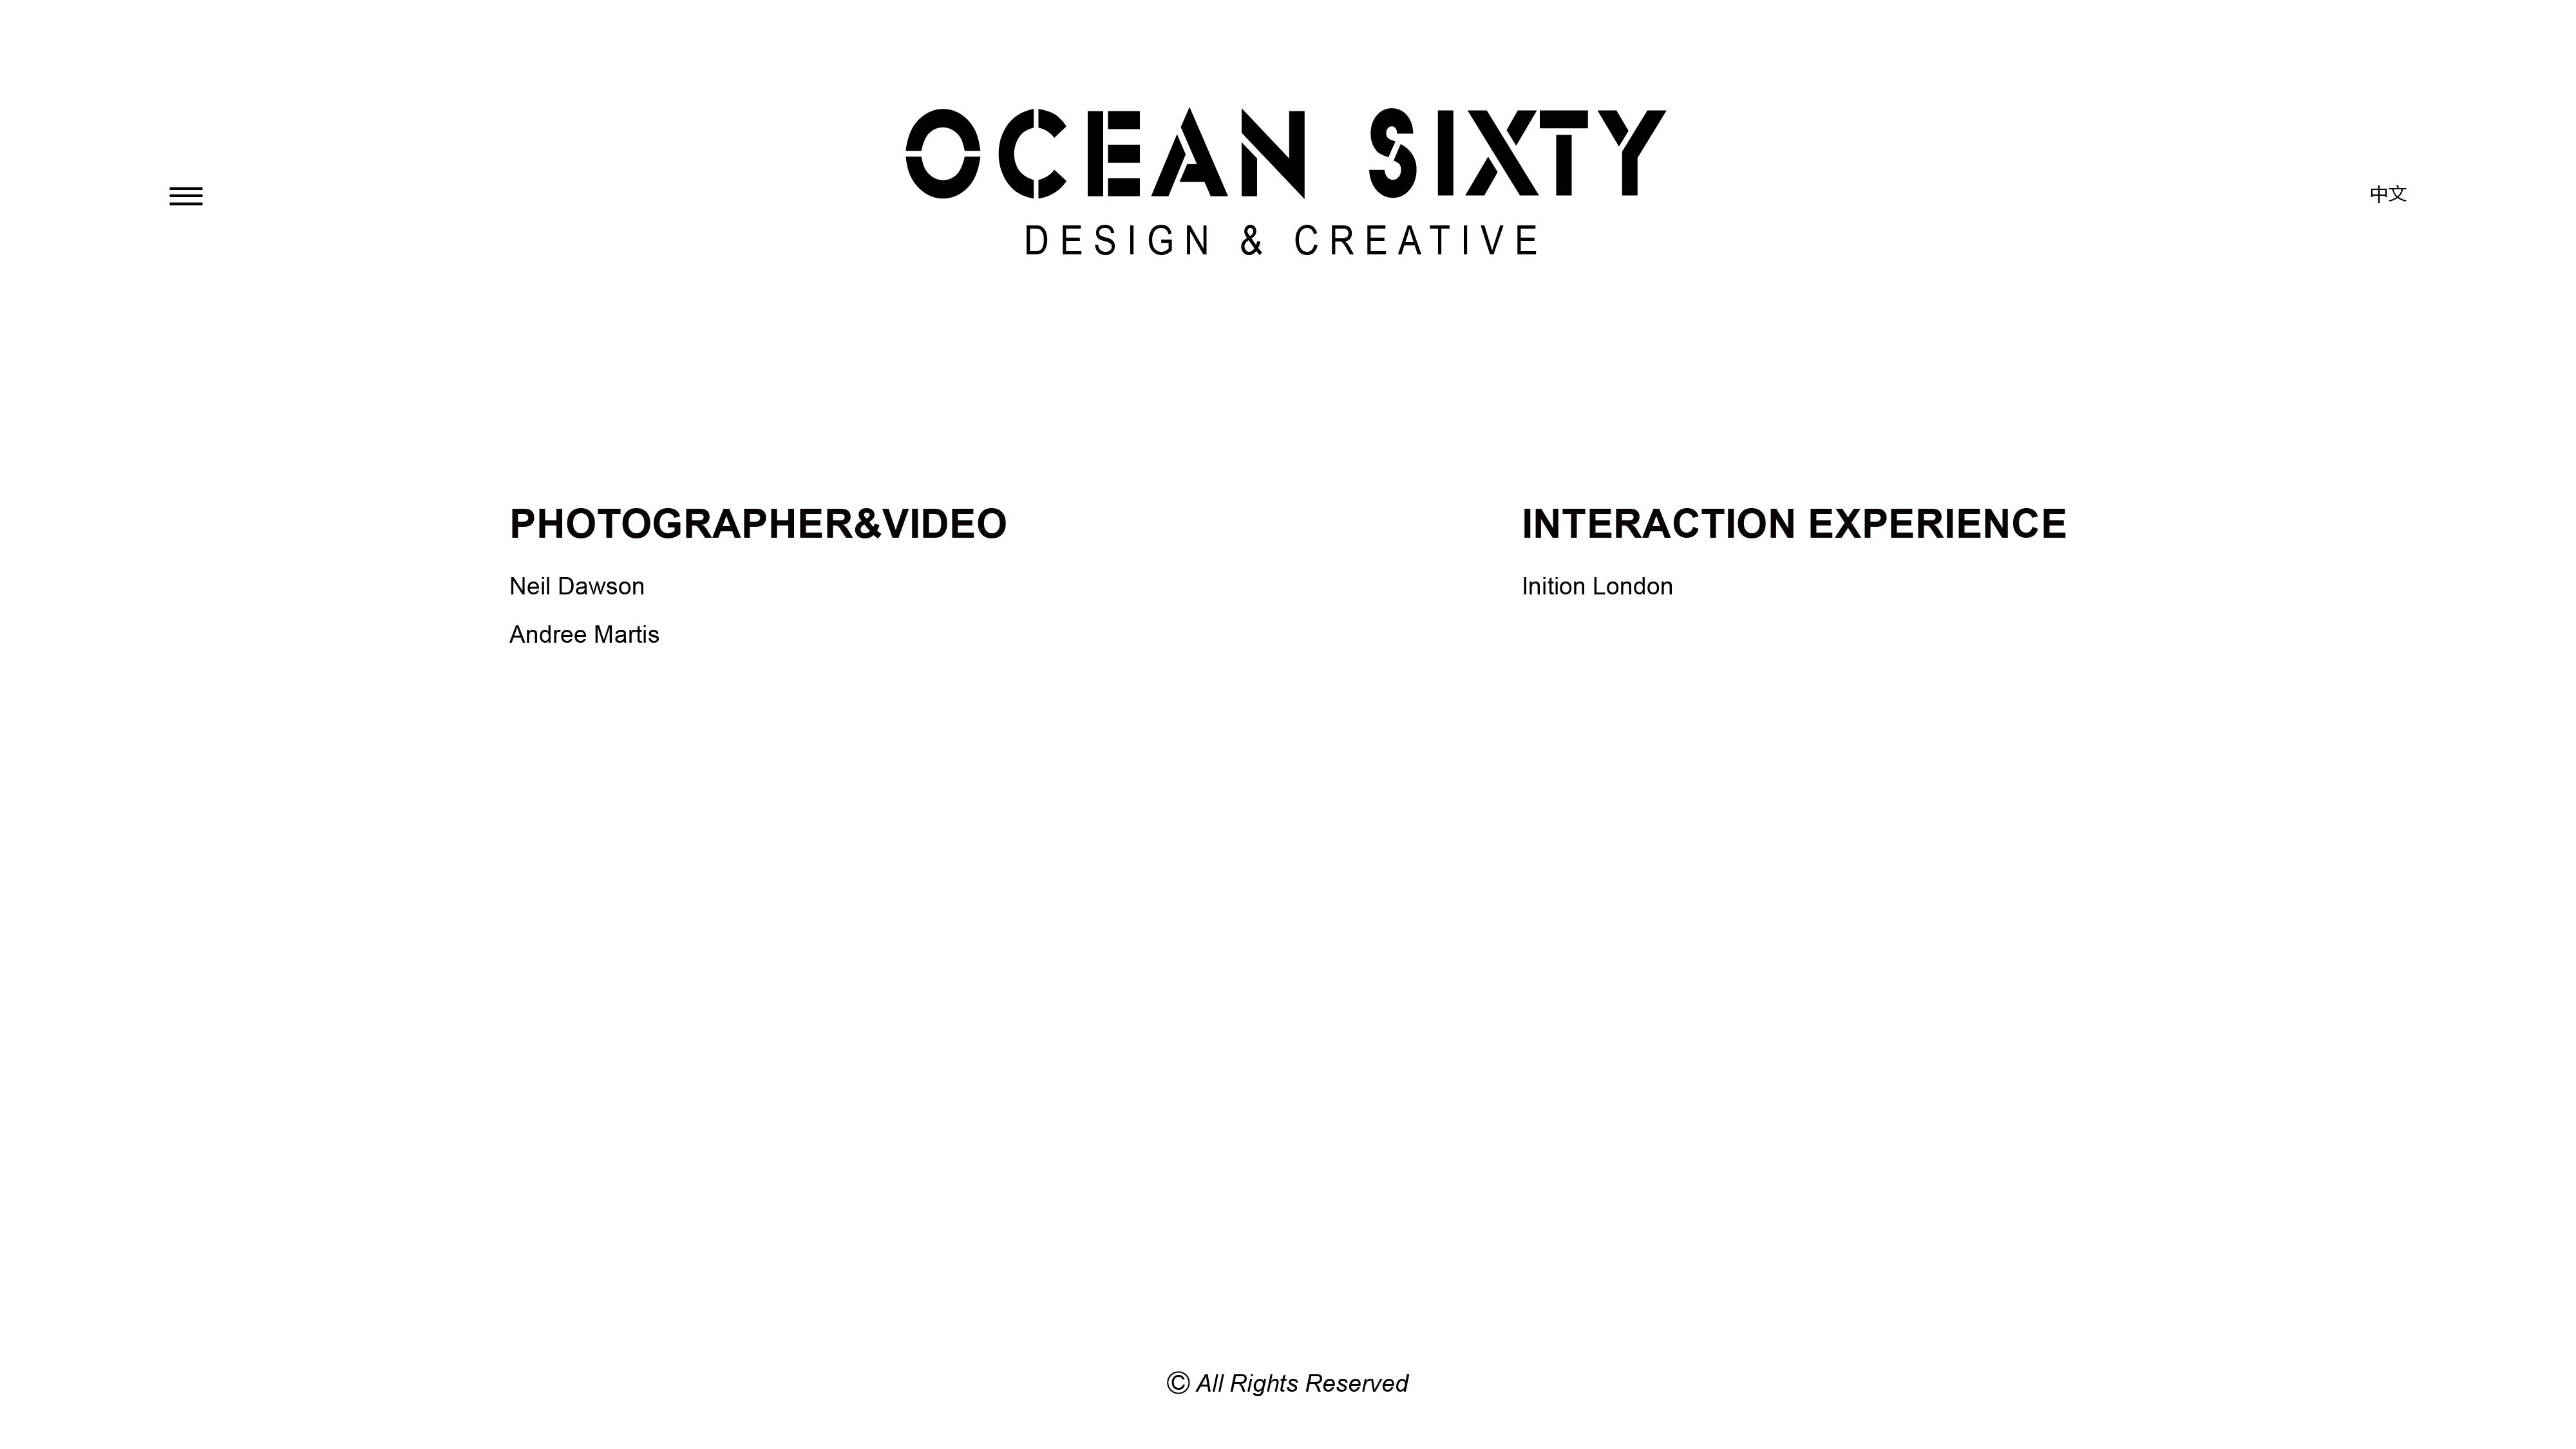 OCEAN SIXTY
DESIGN & CREATIVE
中文
PHOTOGRAPHER&VIDEO
Neil Dawson
Andree Martis
INTERACTION EXPERIENCE
Inition London
© All Rights Reserved